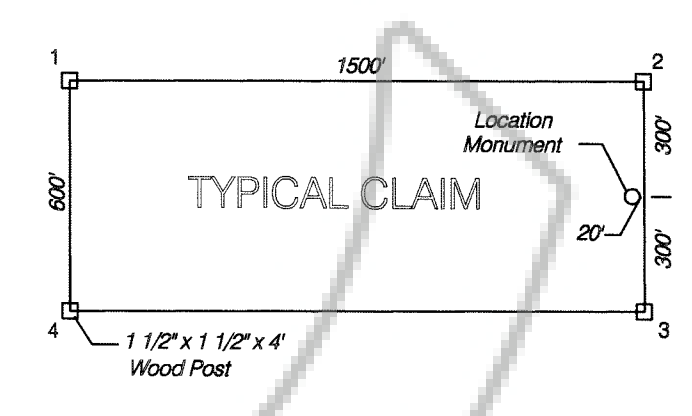 1
1500'
2
Location
Monument
300'
600'
TYPICAL CLAIM
20'
300'
4
3
1 1/2" x 1 1/2" x 4'
Wood Post